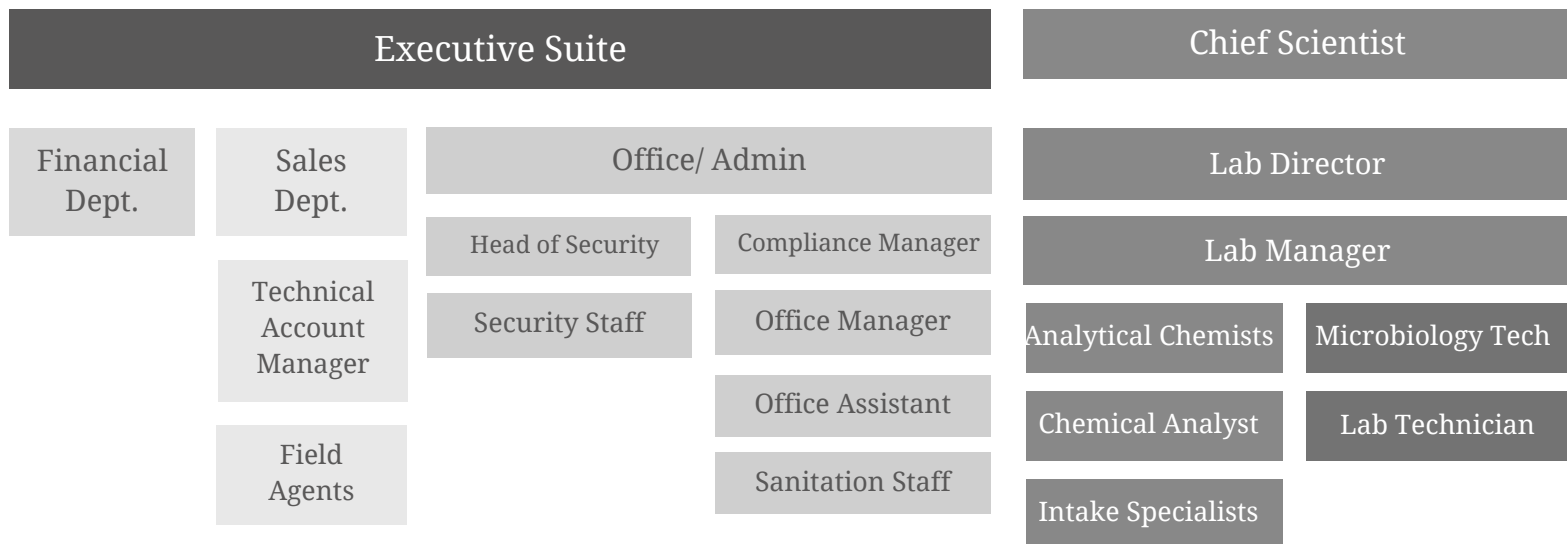 Executive Suite
Chief Scientist
Financial
Dept.
Sales
Dept.
Office/ Admin
Lab Director
Head of Security
Compliance Manager
Lab Manager
Technical
Account
Manager
Security Staff
Office Manager
Analytical Chemists
Microbiology Tech
Office Assistant
Chemical Analyst
Lab Technician
Field
Agents
Sanitation Staff
Intake Specialists